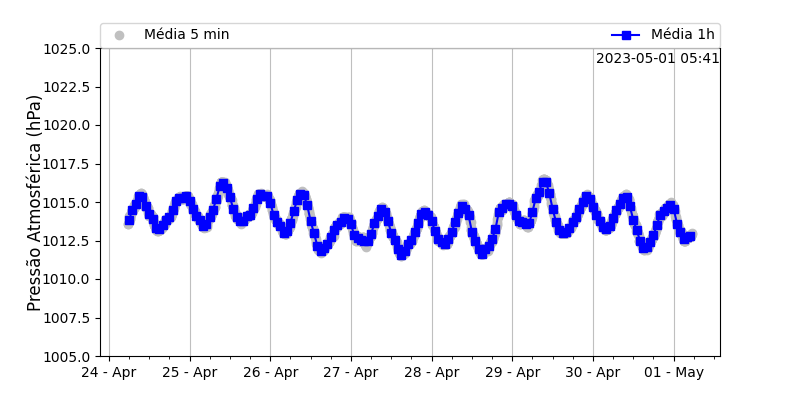 Média 5 min
Média 1h
2023-05-01 05:41
Pressão Atmosférica (hPa)
1025.0
1022.5
1020.0
1017.5
1015.0
1012.5
1010.0
1007.5
1005.0
24 - Apr
25 - Apr
26 - Apr
27 - Apr
28 - Apr
29 - Apr
30 - Apr
01 - May